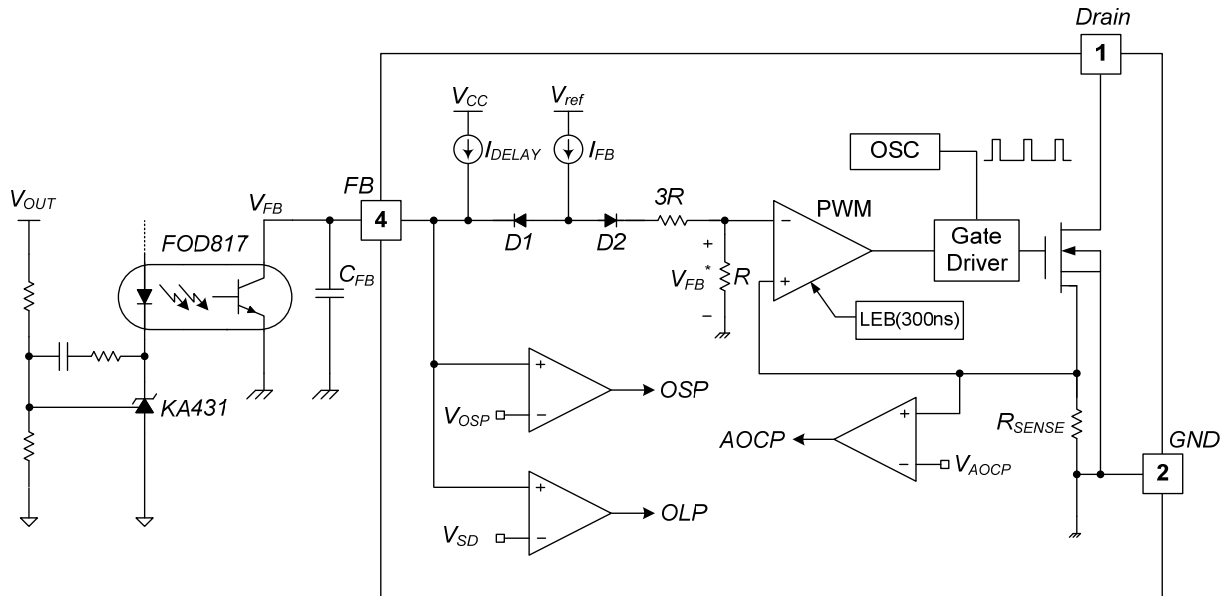 Drain
1
V_CC
V_ref
OSC
I_DELAY
I_FB
FB
V_OUT
V_FB
4
3R
PWM
FOD817
D1
D2
Gate
Driver
C_FB
+
−
+
V_FB*
R
−
LEB(300ns)
KA431
+
OSP
V_OSP
−
AOCP
+
−
V_AOCP
R_SENSE
GND
2
+
OLP
V_SD
−